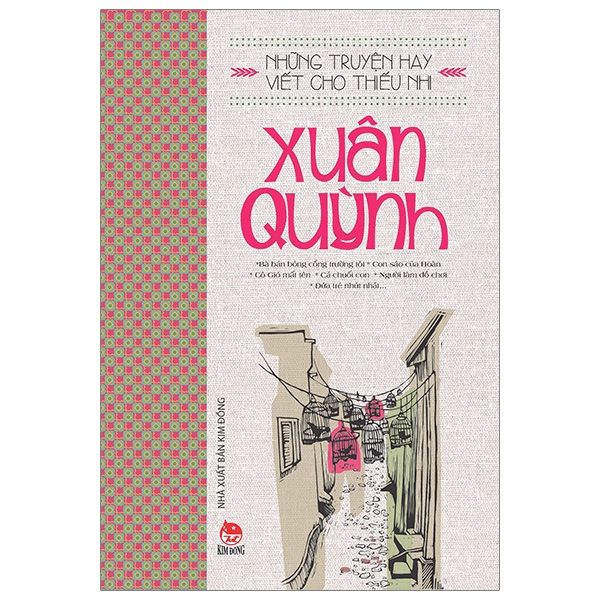 NHỮNG TRUYỆN HAY
VIẾT CHO THIẾU NHI
XUÂN
QUỲNH
*Bà bán bỏng cổng trường tôi * Con sáo của Hoàn
* Cô Gió mất tên * Cá chuối con * Người làm đồ chơi
* Đứa trẻ nhút nhát...
NHÀ XUẤT BẢN KIM ĐỒNG
KIM ĐỒNG